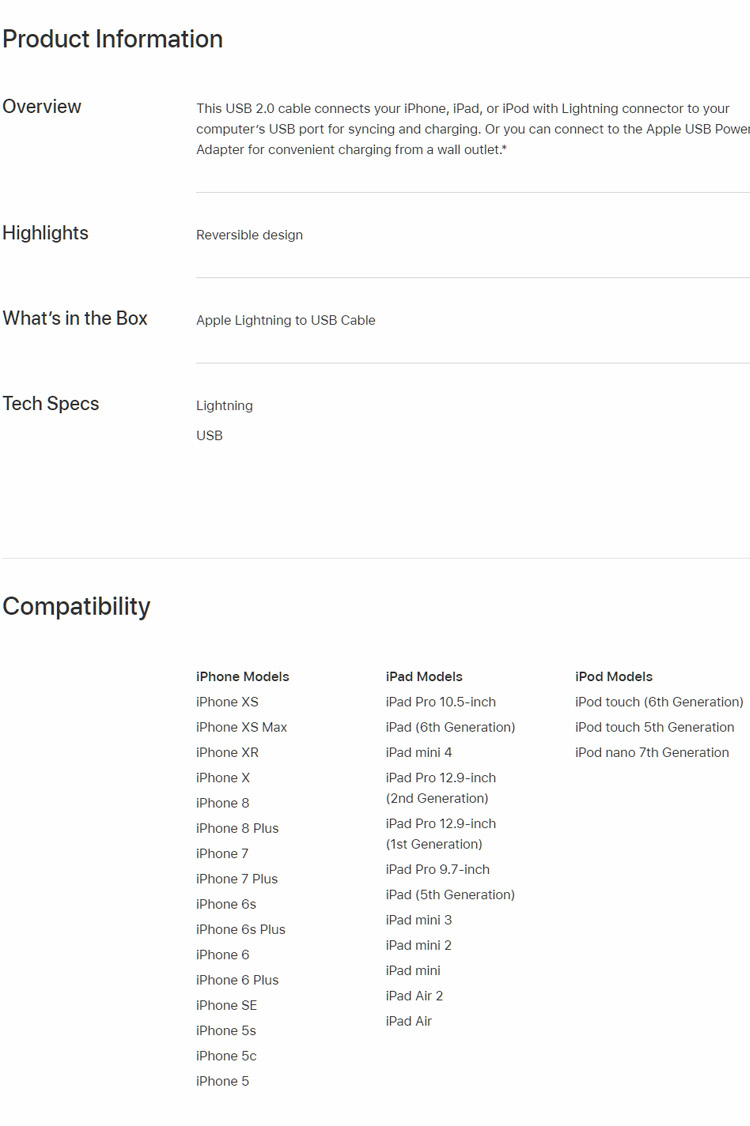 Product Information
Overview
This USB 2.0 cable connects your iPhone, iPad, or iPod with Lightning connector to your
computer's USB port for syncing and charging. Or you can connect to the Apple USB Power
Adapter for convenient charging from a wall outlet.*
Highlights
Reversible design
What's in the Box
Apple Lightning to USB Cable
Tech Specs
Lightning
USB
Compatibility
iPhone Models
iPhone XS
iPhone XS Max
iPhone XR
iPhone X
iPhone 8
iPhone 8 Plus
iPhone 7
iPhone 7 Plus
iPhone 6s
iPhone 6s Plus
iPhone 6
iPhone 6 Plus
iPhone SE
iPhone 5s
iPhone 5c
iPhone 5
iPad Models
iPad Pro 10.5-inch
iPad (6th Generation)
iPad mini 4
iPad Pro 12.9-inch
(2nd Generation)
iPad Pro 12.9-inch
(1st Generation)
iPad Pro 9.7-inch
iPad (5th Generation)
iPad mini 3
iPad mini 2
iPad mini
iPad Air 2
iPad Air
iPod Models
iPod touch (6th Generation)
iPod touch 5th Generation
iPod nano 7th Generation